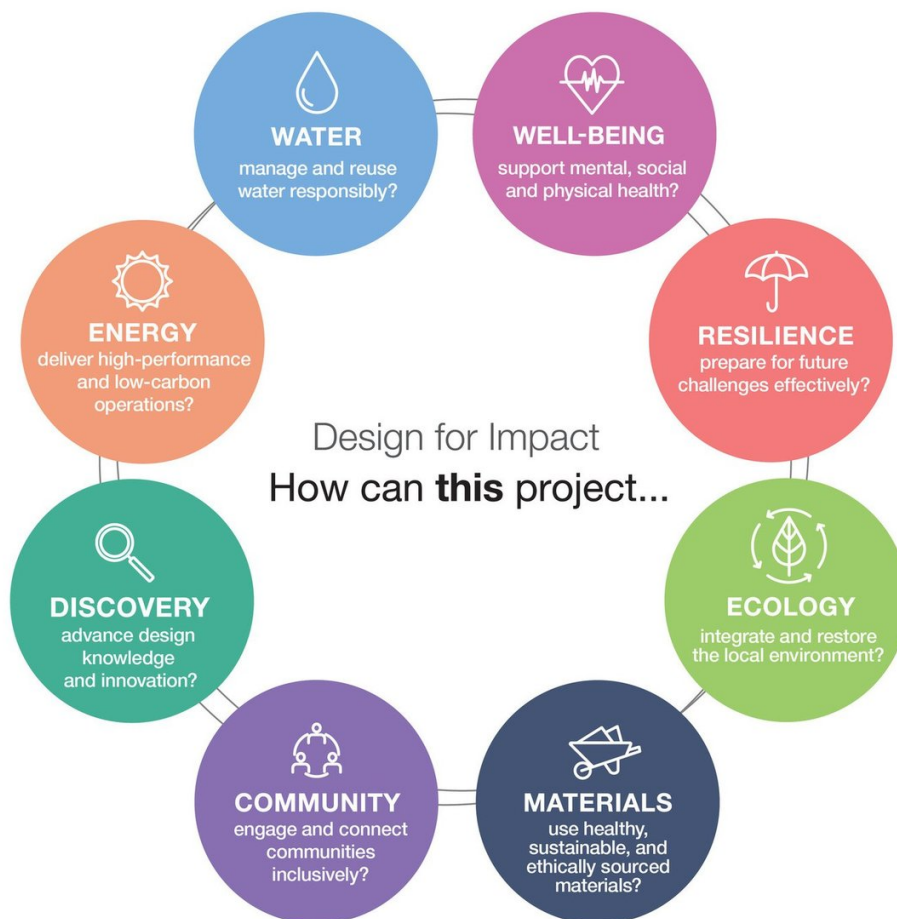 Design for Impact
How can this project...
WATER
manage and reuse
water responsibly?
WELL-BEING
support mental, social
and physical health?
RESILIENCE
prepare for future
challenges effectively?
ECOLOGY
integrate and restore
the local environment?
MATERIALS
use healthy,
sustainable, and
ethically sourced
materials?
COMMUNITY
engage and connect
communities
inclusively?
DISCOVERY
advance design
knowledge
and innovation?
ENERGY
deliver high-performance
and low-carbon
operations?